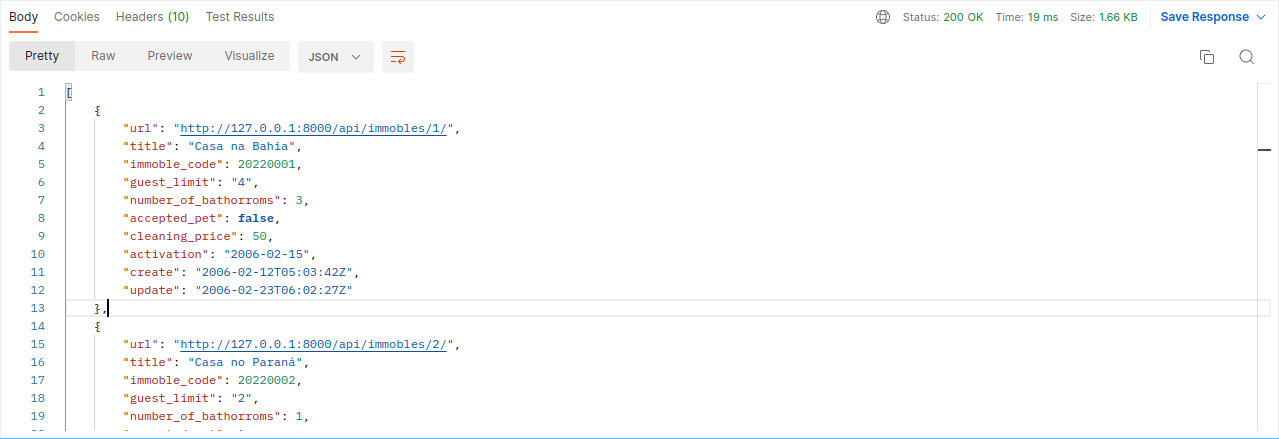 Body Cookies Headers (10) Test Results Status: 200 OK Time: 19 ms Size: 1.66 KB Save Response
Pretty Raw Preview Visualize JSON
1 [
2 {
3 "url": "http://127.0.0.1:8000/api/immobles/1/",
4 "title": "Casa na Bahia",
5 "immoble_code": 20220001,
6 "guest_limit": "4",
7 "number_of_bathorroms": 3,
8 "accepted_pet": false,
9 "cleaning_price": 50,
10 "activation": "2006-02-15",
11 "create": "2006-02-12T05:03:42Z",
12 "update": "2006-02-23T06:02:27Z"
13 },
14 {
15 "url": "http://127.0.0.1:8000/api/immobles/2/",
16 "title": "Casa no Paraná",
17 "immoble_code": 20220002,
18 "guest_limit": "2",
19 "number_of_bathorroms": 1,